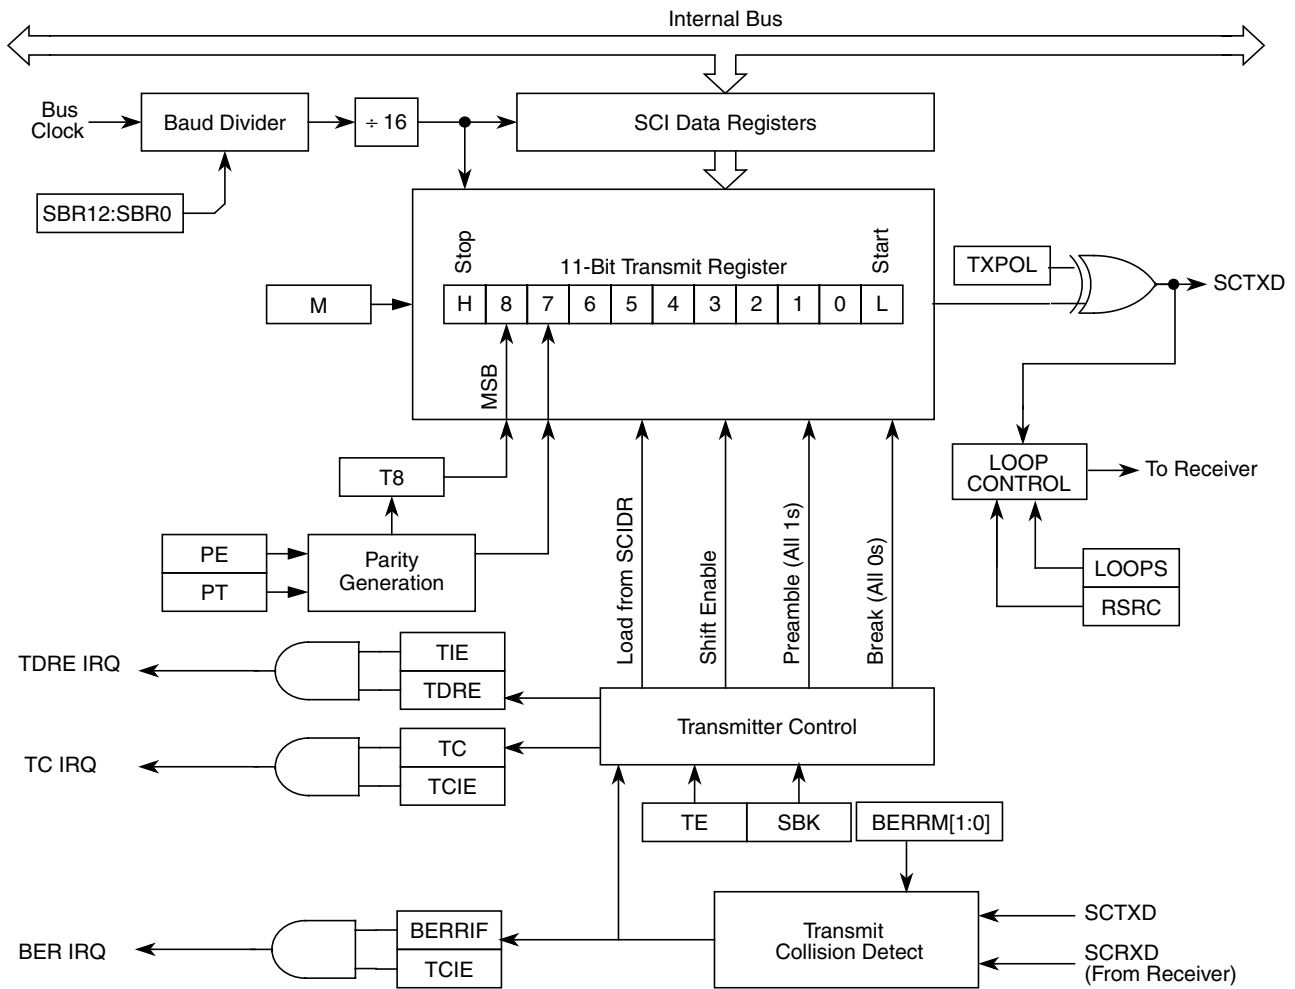 Internal Bus
Bus
Clock
Baud Divider
÷ 16
SCI Data Registers
SBR12:SBR0
Stop
11-Bit Transmit Register
Start
H 8 7 6 5 4 3 2 1 0 L
M
MSB
TXPOL
SCTXD
T8
LOOP
CONTROL
To Receiver
PE
PT
Parity
Generation
Load from SCIDR
Shift Enable
Preamble (All 1s)
Break (All 0s)
LOOPS
RSRC
TDRE IRQ
TIE
TDRE
TC IRQ
TC
TCIE
Transmitter Control
TE
SBK
BERRM[1:0]
BER IRQ
BERRIF
TCIE
Transmit
Collision Detect
SCTXD
SCRXD
(From Receiver)